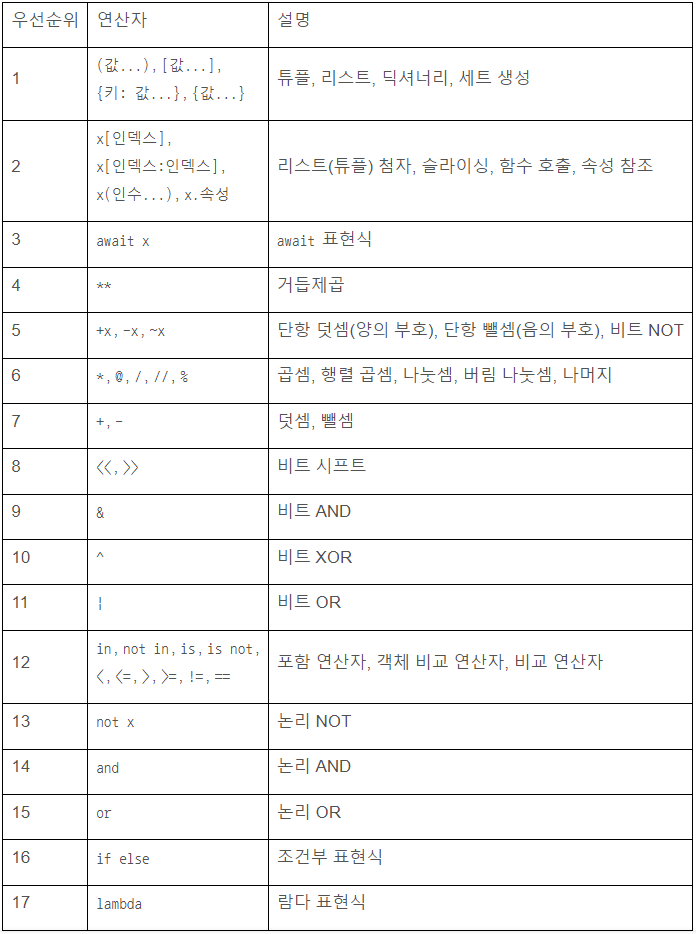 우선순위 연산자 설명
1 (값...), [값...], {키: 값...}, {값...} 튜플, 리스트, 딕셔너리, 세트 생성
2 x[인덱스], x[인덱스:인덱스], x(인수...), x.속성 리스트(튜플) 첨자, 슬라이싱, 함수 호출, 속성 참조
3 await x await 표현식
4 ** 거듭제곱
5 +x, -x, ~x 단항 덧셈(양의 부호), 단항 뺄셈(음의 부호), 비트 NOT
6 *, @, /, //, % 곱셈, 행렬 곱셈, 나눗셈, 버림 나눗셈, 나머지
7 +, - 덧셈, 뺄셈
8 <<, >> 비트 시프트
9 & 비트 AND
10 ^ 비트 XOR
11 | 비트 OR
12 in, not in, is, is not, <, <=, >, >=, !=, == 포함 연산자, 객체 비교 연산자, 비교 연산자
13 not x 논리 NOT
14 and 논리 AND
15 or 논리 OR
16 if else 조건부 표현식
17 lambda 람다 표현식